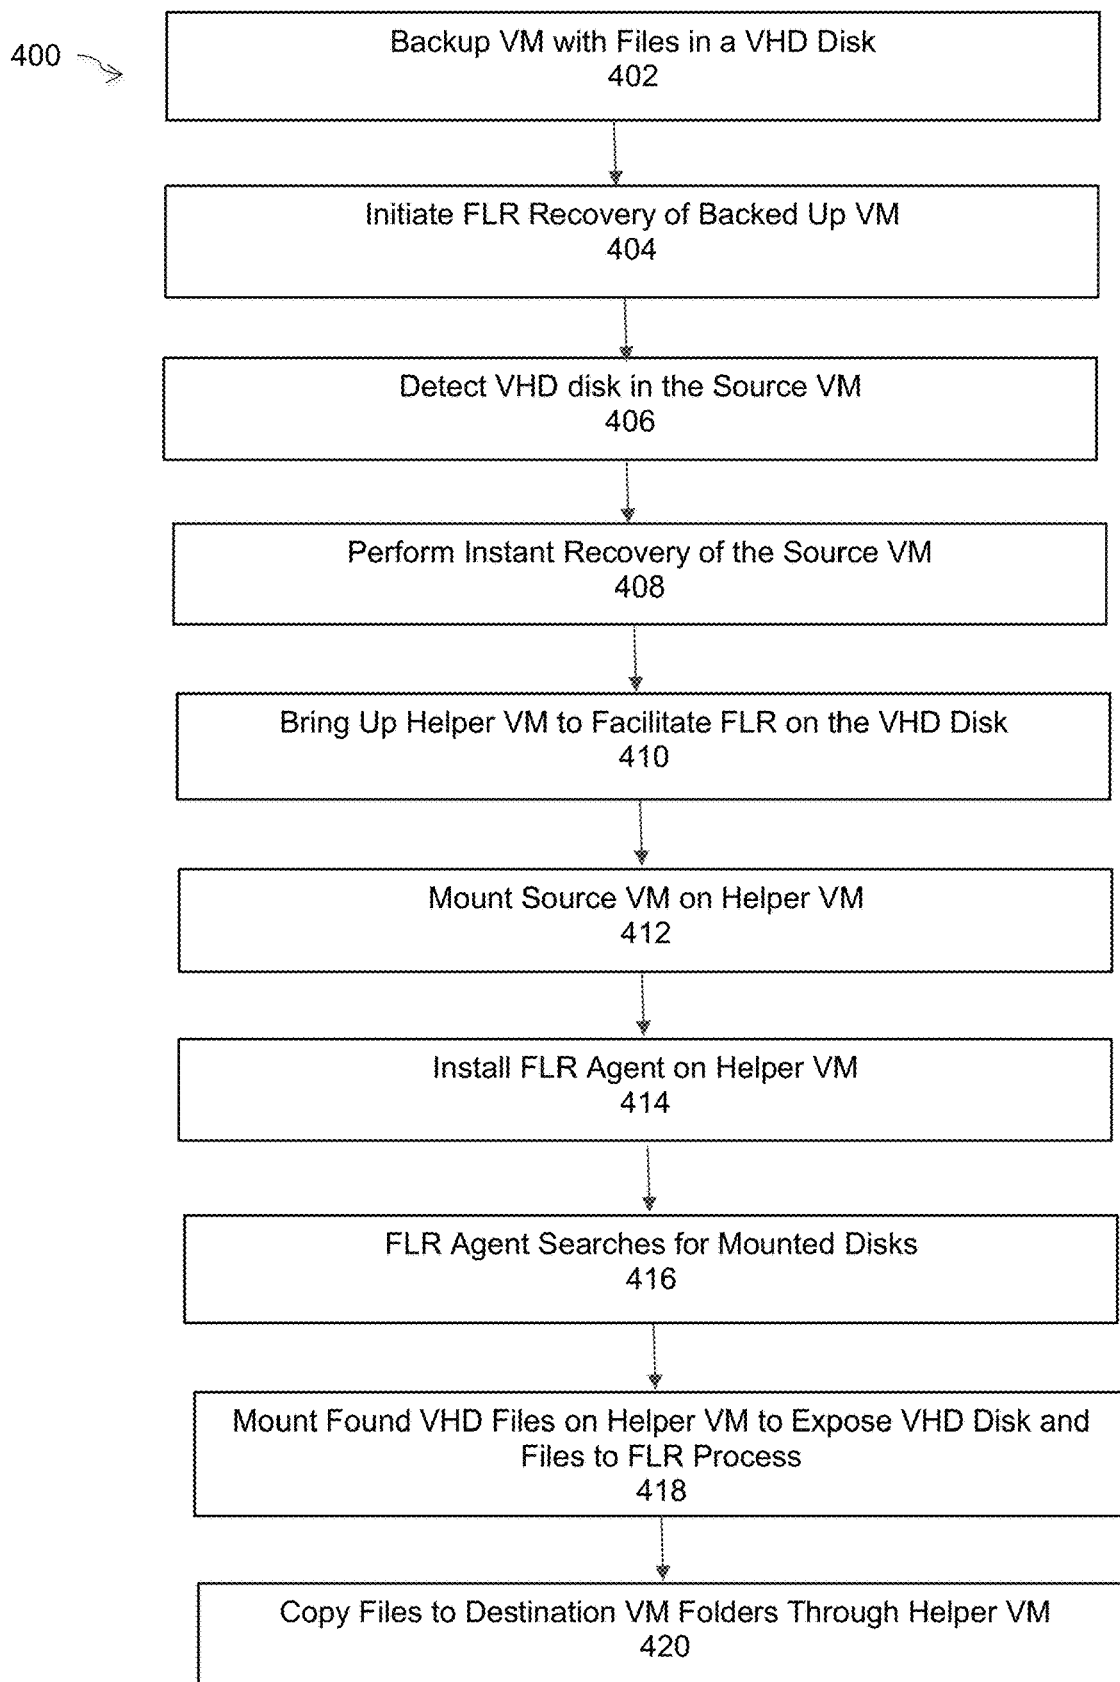 400
Backup VM with Files in a VHD Disk
402
Initiate FLR Recovery of Backed Up VM
404
Detect VHD disk in the Source VM
406
Perform Instant Recovery of the Source VM
408
Bring Up Helper VM to Facilitate FLR on the VHD Disk
410
Mount Source VM on Helper VM
412
Install FLR Agent on Helper VM
414
FLR Agent Searches for Mounted Disks
416
Mount Found VHD Files on Helper VM to Expose VHD Disk and
Files to FLR Process
418
Copy Files to Destination VM Folders Through Helper VM
420